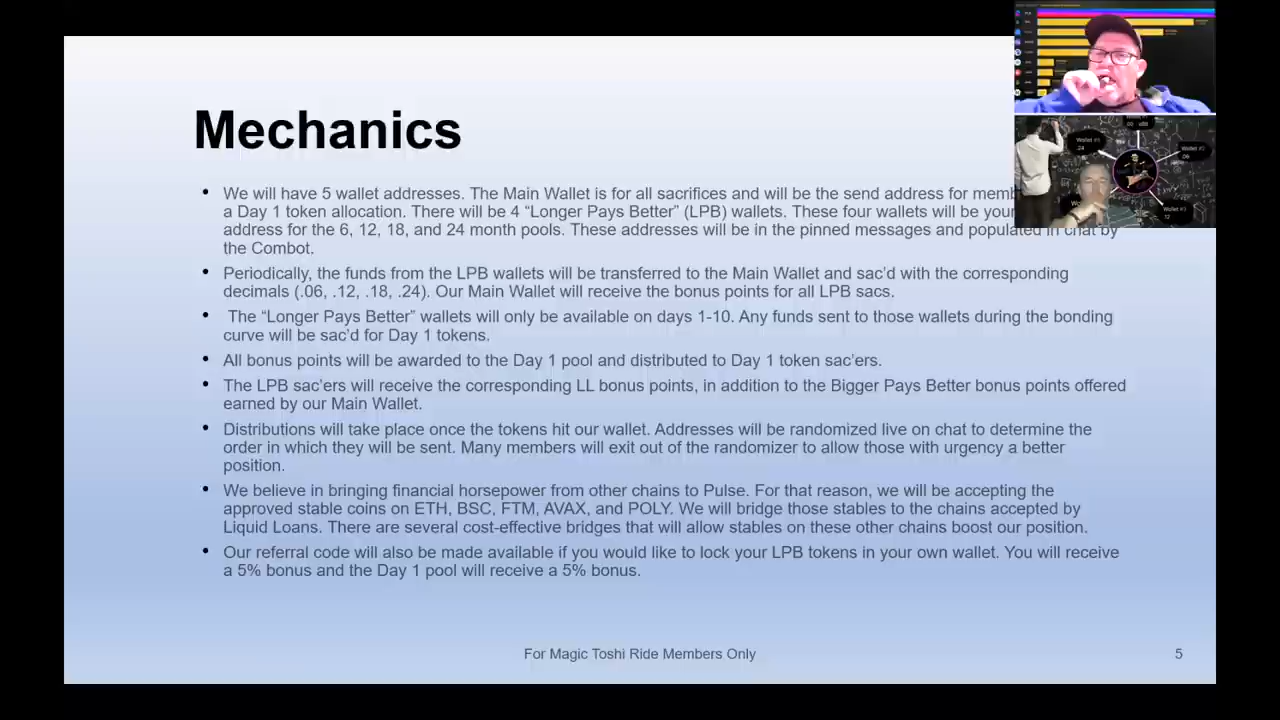 Mechanics
• We will have 5 wallet addresses. The Main Wallet is for all sacrifices and will be the send address for
a Day 1 token allocation. There will be 4 “Longer Pays Better” (LPB) wallets. These four wallets will be your
address for the 6, 12, 18, and 24 month pools. These addresses will be in the pinned messages and populated in chat by
the Combot.
• Periodically, the funds from the LPB wallets will be transferred to the Main Wallet and sac’d with the corresponding
decimals (.06, .12, .18, .24). Our Main Wallet will receive the bonus points for all LPB sacs.
• The “Longer Pays Better” wallets will only be available on days 1-10. Any funds sent to those wallets during the bonding
curve will be sac’d for Day 1 tokens.
• All bonus points will be awarded to the Day 1 pool and distributed to Day 1 token sac’ers.
• The LPB sac’ers will receive the corresponding LL bonus points, in addition to the Bigger Pays Better bonus points offered
earned by our Main Wallet.
• Distributions will take place once the tokens hit our wallet. Addresses will be randomized live on chat to determine the
order in which they will be sent. Many members will exit out of the randomizer to allow those with urgency a better
position.
• We believe in bringing financial horsepower from other chains to Pulse. For that reason, we will be accepting the
approved stable coins on ETH, BSC, FTM, AVAX, and POLY. We will bridge those stables to the chains accepted by
Liquid Loans. There are several cost-effective bridges that will allow stables on these other chains boost our position.
• Our referral code will also be made available if you would like to lock your LPB tokens in your own wallet. You will receive
a 5% bonus and the Day 1 pool will receive a 5% bonus.
For Magic Toshi Ride Members Only
5
Wallet
.24
Wallet
.06
Wallet
.12